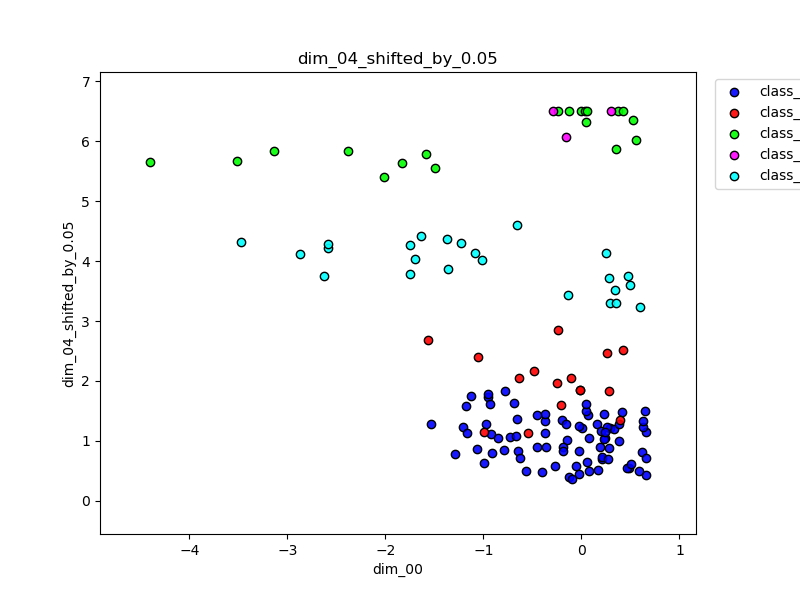 dim_04_shifted_by_0.05
7
6
5
4
3
2
1
0
dim_04_shifted_by_0.05
−4
−3
−2
−1
0
1
dim_00
class_
class_
class_
class_
class_